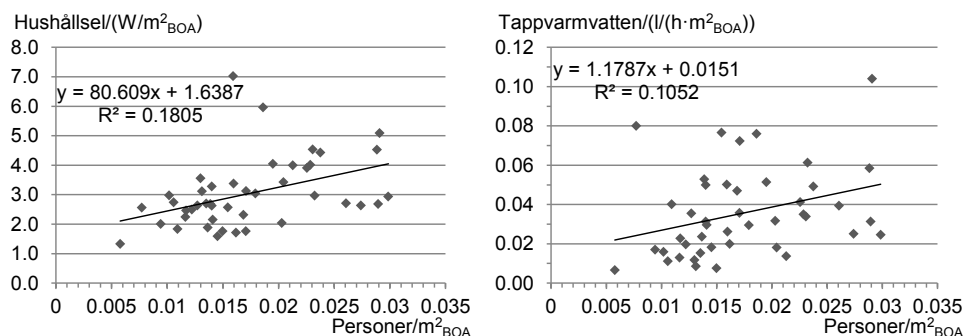 Hushållsel/(W/m²BOA)
8.0
7.0
6.0
5.0
4.0
3.0
2.0
1.0
0.0
y = 80.609x + 1.6387
R² = 0.1805
0 0.005 0.01 0.015 0.02 0.025 0.03 0.035
Personer/m²BOA
Tappvarmvatten/(l/(h·m²BOA))
0.12
0.10
0.08
0.06
0.04
0.02
0.00
y = 1.1787x + 0.0151
R² = 0.1052
0 0.005 0.01 0.015 0.02 0.025 0.03 0.035
Personer/m²BOA